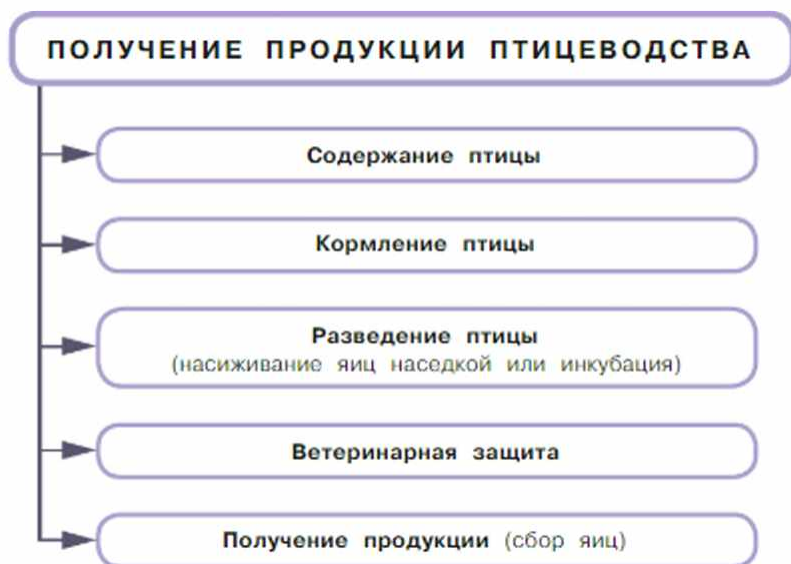 ПОЛУЧЕНИЕ ПРОДУКЦИИ ПТИЦЕВОДСТВА
Содержание птицы
Кормление птицы
Разведение птицы
(насиживание яиц наседкой или инкубация)
Ветеринарная защита
Получение продукции (сбор яиц)